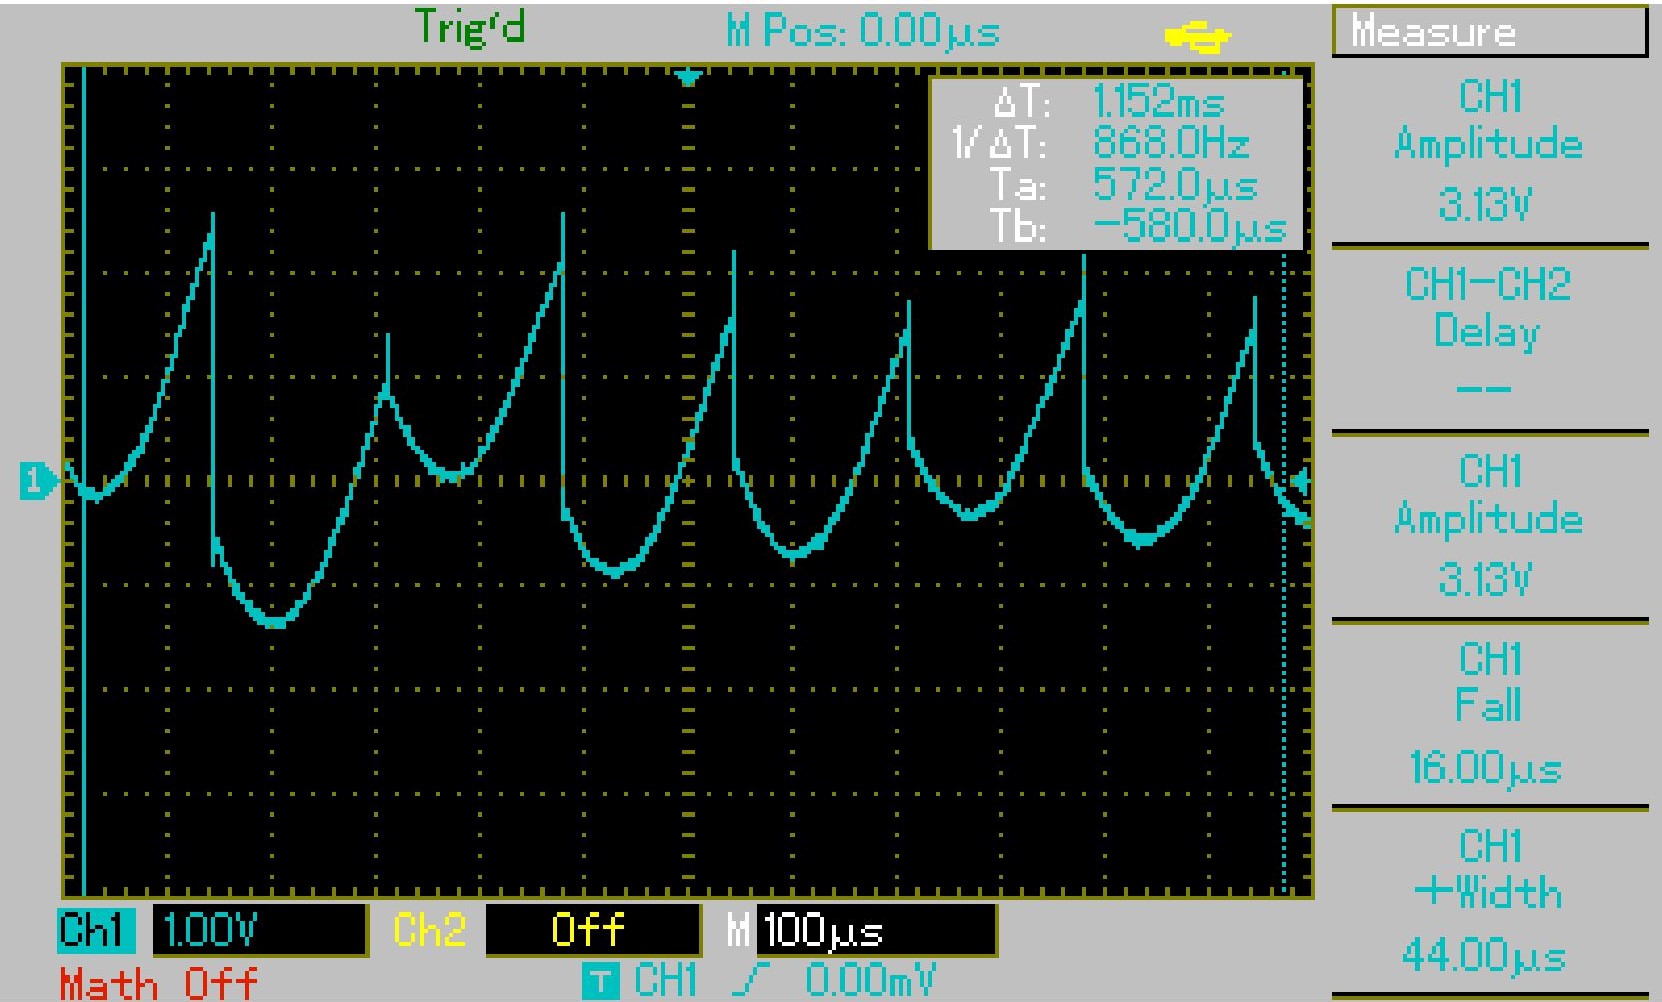 Trig'd M Pos: 0.00µs
Measure
ΔT: 1.152ms
1/ΔT: 868.0Hz
Ta: 572.0µs
Tb: -580.0µs
CH1
Amplitude
3.13V
CH1-CH2
Delay
--
CH1
Amplitude
3.13V
CH1
Fall
16.00µs
CH1
+Width
44.00µs
1
Ch1 1.00V Ch2 Off M 100µs
Math Off T CH1 0.00mV